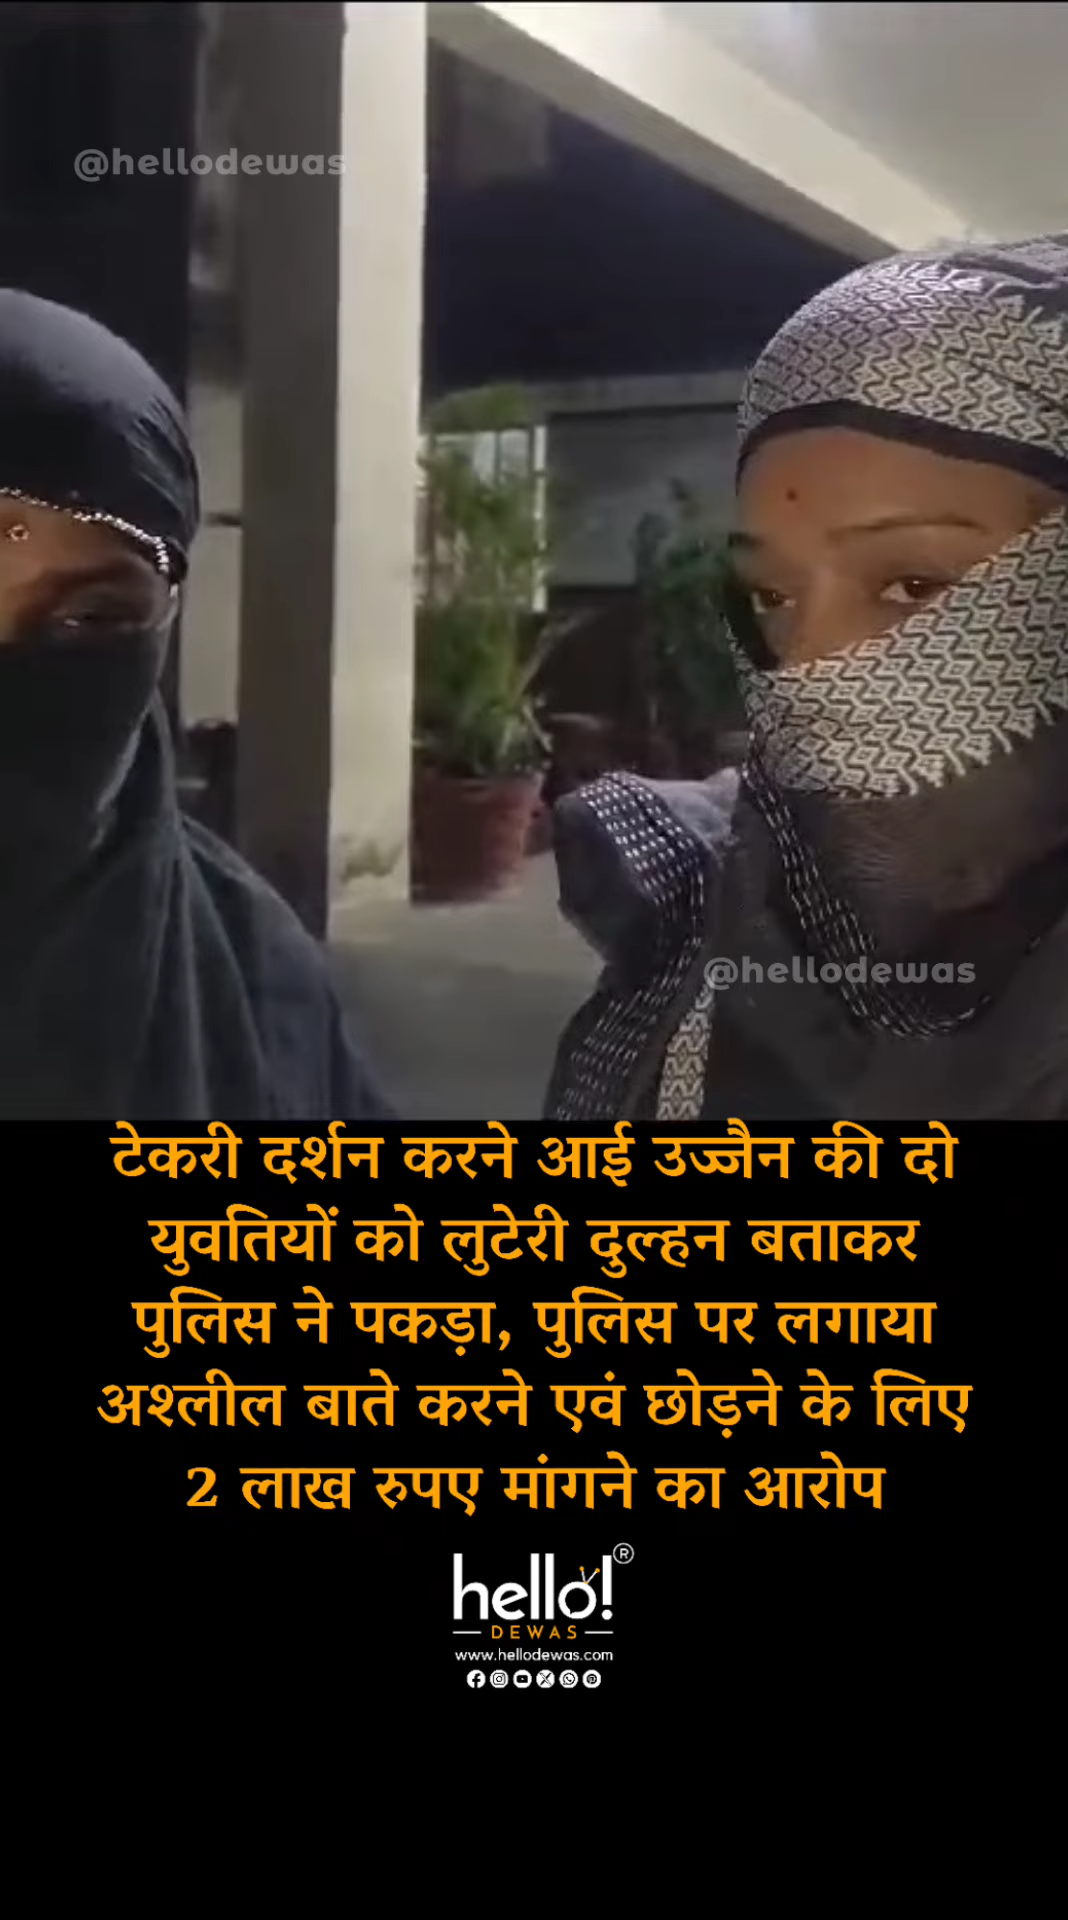 @hellodewas
@hellodewas
टेकरी दर्शन करने आई उज्जैन की दो
युवतियों को लुटेरी दुल्हन बताकर
पुलिस ने पकड़ा, पुलिस पर लगाया
अश्लील बाते करने एवं छोड़ने के लिए
2 लाख रुपए मांगने का आरोप
hello!®
DEWAS
www.hellodewas.com